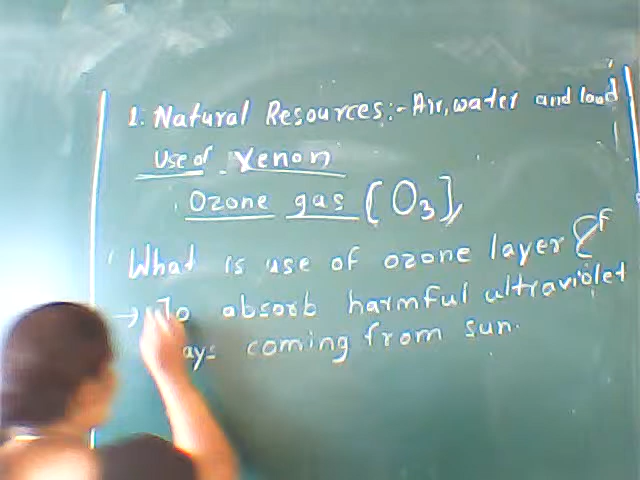 1. Natural Resources:- Air, water and land
Use of Xenon
Ozone gas [O3],
What is use of ozone layer
→ To absorb harmful ultraviolet
rays coming from sun.